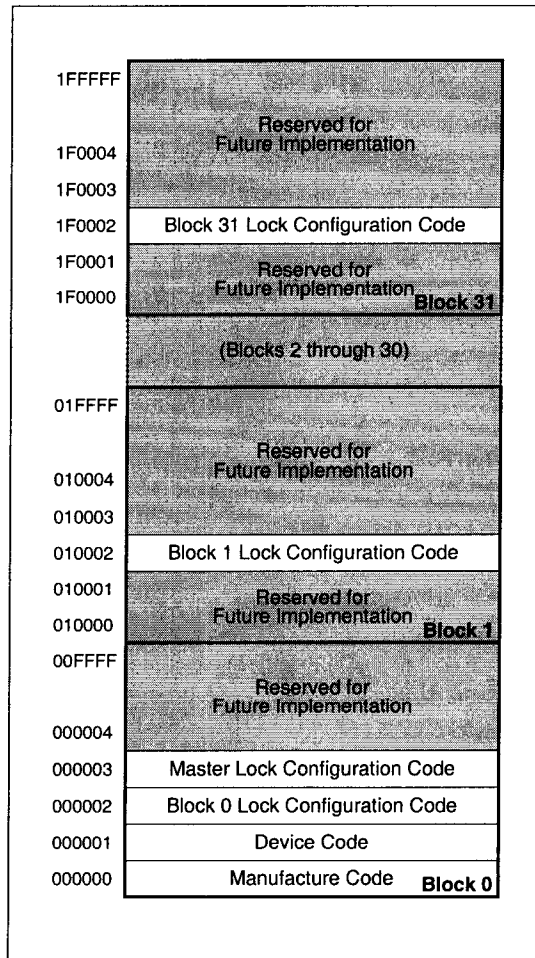 1FFFFF
Reserved for
Future Implementation
1F0004
1F0003
1F0002 Block 31 Lock Configuration Code
1F0001
Reserved for
Future Implementation
1F0000 Block 31
(Blocks 2 through 30)
01FFFF
Reserved for
Future Implementation
010004
010003
010002 Block 1 Lock Configuration Code
010001
Reserved for
Future Implementation
010000 Block 1
00FFFF
Reserved for
Future Implementation
000004
000003 Master Lock Configuration Code
000002 Block 0 Lock Configuration Code
000001 Device Code
000000 Manufacture Code Block 0